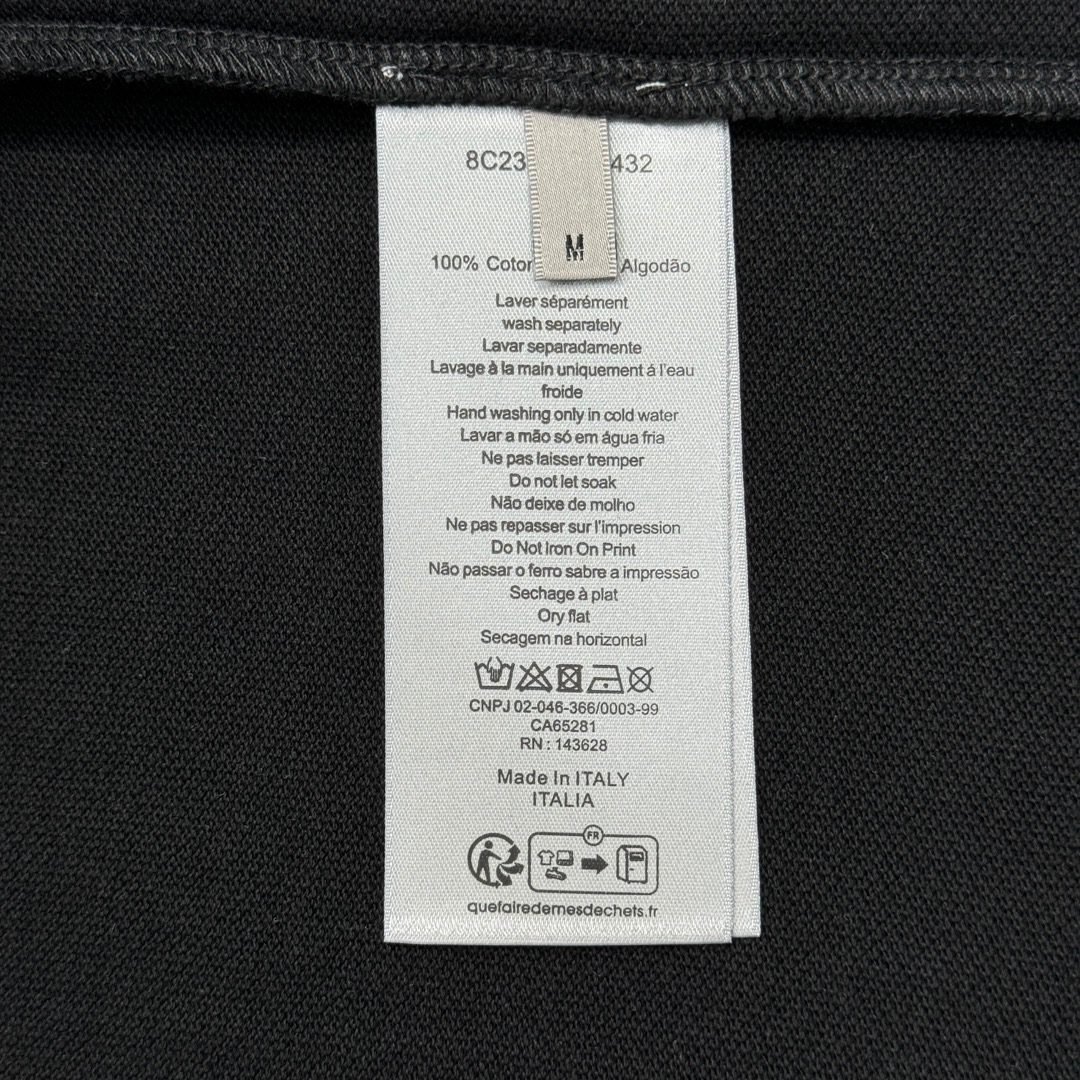 8C23 432
M
100% Coton Algodão
Laver séparément
wash separately
Lavar separadamente
Lavage à la main uniquement á l'eau
froide
Hand washing only in cold water
Lavar a mão só em água fria
Ne pas laisser tremper
Do not let soak
Não deixe de molho
Ne pas repasser sur l'impression
Do Not Iron On Print
Não passar o ferro sabre a impressão
Sechage à plat
Ory flat
Secagem na horizontal
CNPJ 02-046-366/0003-99
CA65281
RN : 143628
Made In ITALY
ITALIA
FR
quefairedemesdechets.fr